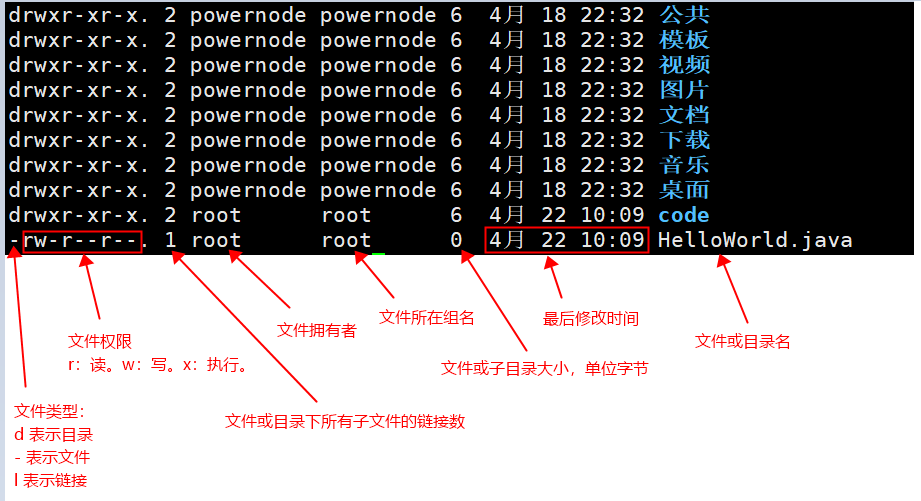 drwxr-xr-x. 2 powernode powernode 6 4月 18 22:32 公共
drwxr-xr-x. 2 powernode powernode 6 4月 18 22:32 模板
drwxr-xr-x. 2 powernode powernode 6 4月 18 22:32 视频
drwxr-xr-x. 2 powernode powernode 6 4月 18 22:32 图片
drwxr-xr-x. 2 powernode powernode 6 4月 18 22:32 文档
drwxr-xr-x. 2 powernode powernode 6 4月 18 22:32 下载
drwxr-xr-x. 2 powernode powernode 6 4月 18 22:32 音乐
drwxr-xr-x. 2 powernode powernode 6 4月 18 22:32 桌面
drwxr-xr-x. 2 root root 6 4月 22 10:09 code
-rw-r--r--. 1 root root 0 4月 22 10:09 HelloWorld.java
文件权限
r：读。w：写。x：执行。
文件拥有者
文件所在组名
最后修改时间
文件或目录名
文件或子目录大小，单位字节
文件或目录下所有子文件的链接数
文件类型：
d 表示目录
- 表示文件
l 表示链接